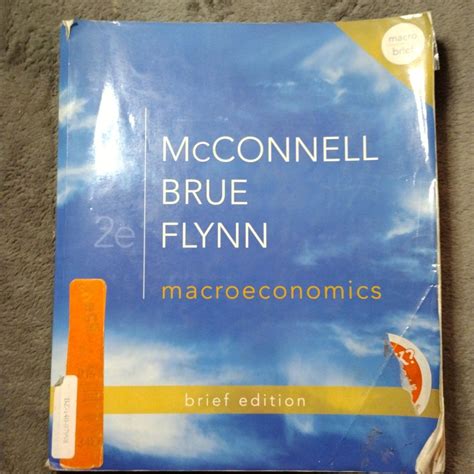 macro
brief
McCONNELL
BRUE
2e
FLYNN
macroeconomics
brief edition